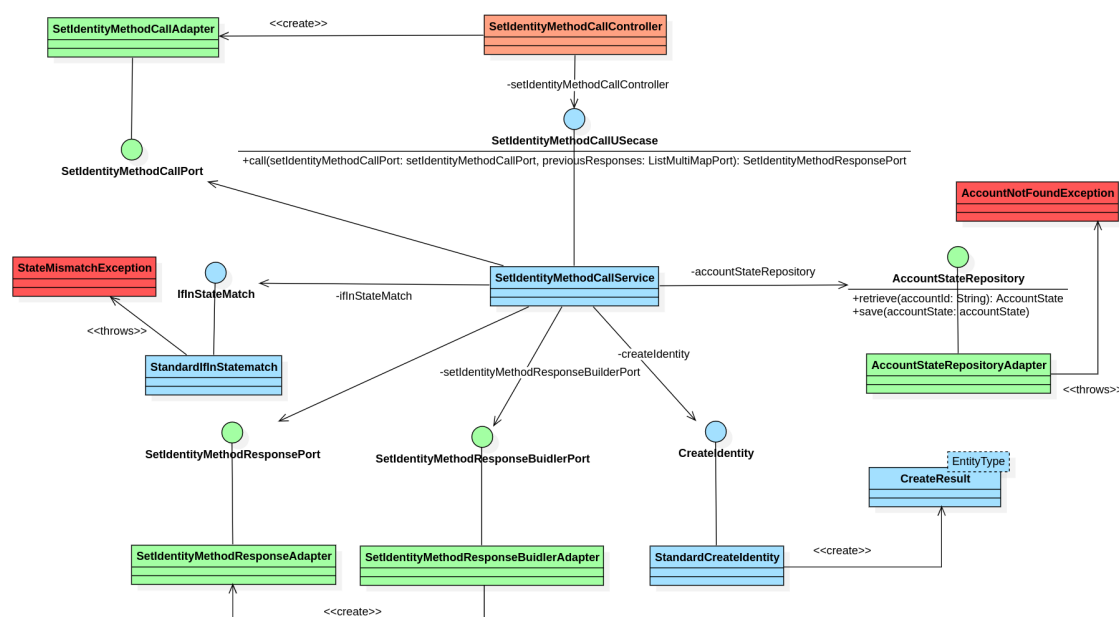 SetIdentityMethodCallAdapter
<<create>>
SetIdentityMethodCallController
-setIdentityMethodCallController
SetIdentityMethodCallUSecase
+call(setIdentityMethodCallPort: setIdentityMethodCallPort, previousResponses: ListMultiMapPort): SetIdentityMethodResponsePort
SetIdentityMethodCallPort
AccountNotFoundException
StateMismatchException
IfInStateMatch
-ifInStateMatch
SetIdentityMethodCallService
-accountStateRepository
AccountStateRepository
+retrieve(accountId: String): AccountState
+save(accountState: accountState)
<<throws>>
StandardIfInStatematch
-createIdentity
-setIdentityMethodResponseBuilderPort
AccountStateRepositoryAdapter
<<throws>>
SetIdentityMethodResponsePort
SetIdentityMethodResponseBuidlerPort
CreateIdentity
EntityType
CreateResult
SetIdentityMethodResponseAdapter
SetIdentityMethodResponseBuidlerAdapter
StandardCreateIdentity
<<create>>
<<create>>